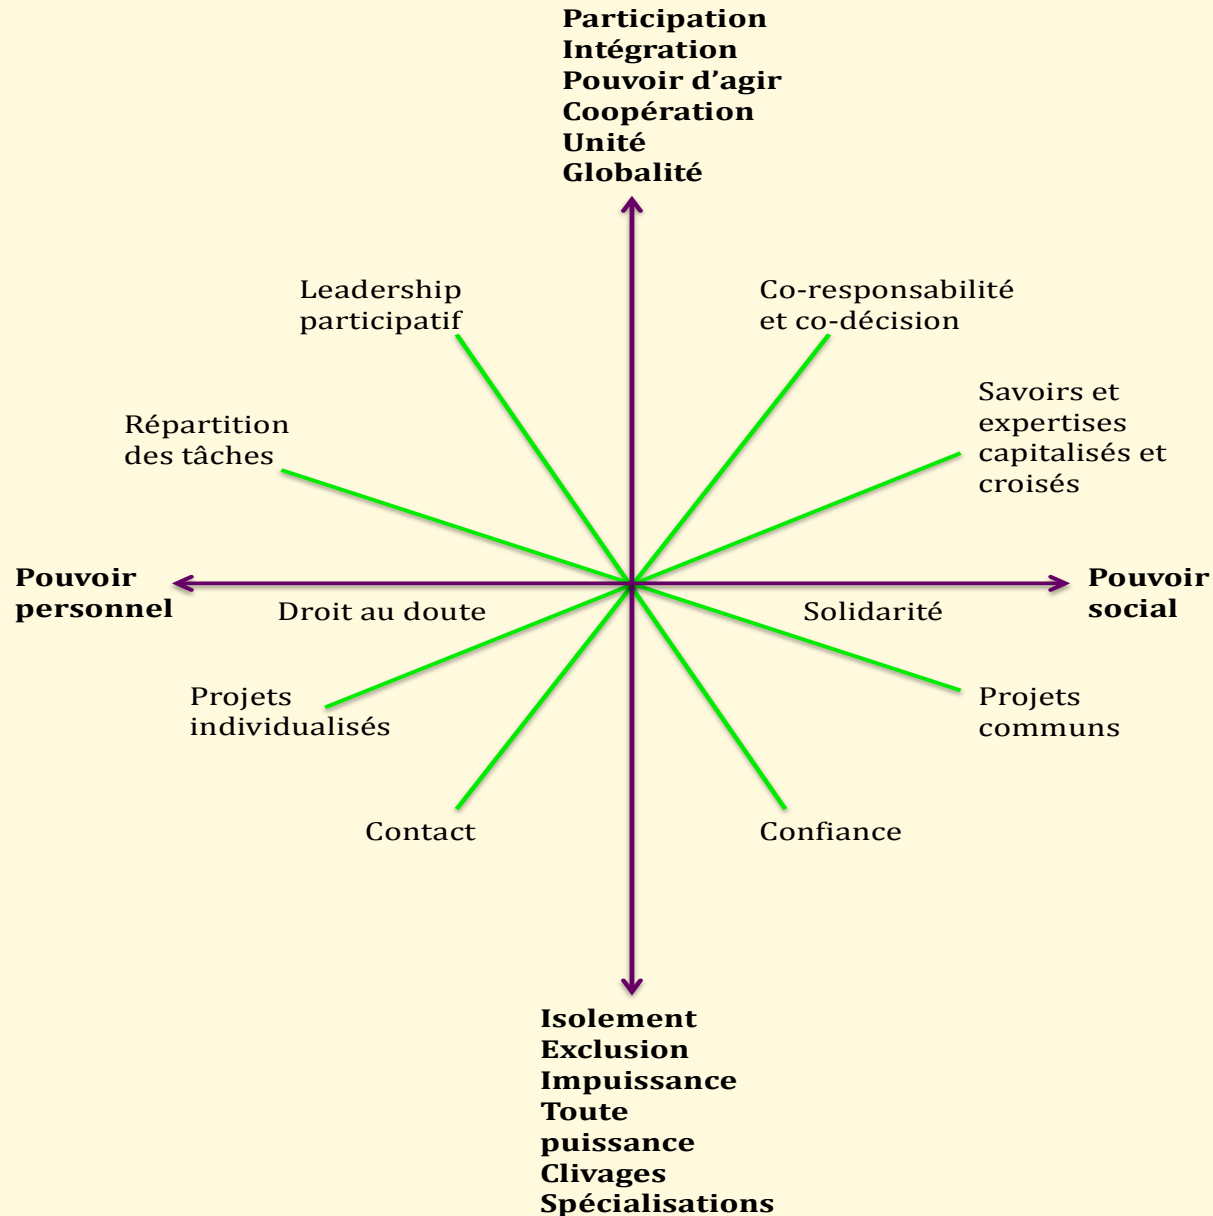 Participation
Intégration
Pouvoir d’agir
Coopération
Unité
Globalité
Leadership
participatif
Co-responsabilité
et co-décision
Répartition
des tâches
Savoirs et
expertises
capitalisés et
croisés
Pouvoir
personnel
Droit au doute
Solidarité
Pouvoir
social
Projets
individualisés
Projets
communs
Contact
Confiance
Isolement
Exclusion
Impuissance
Toute
puissance
Clivages
Spécialisations